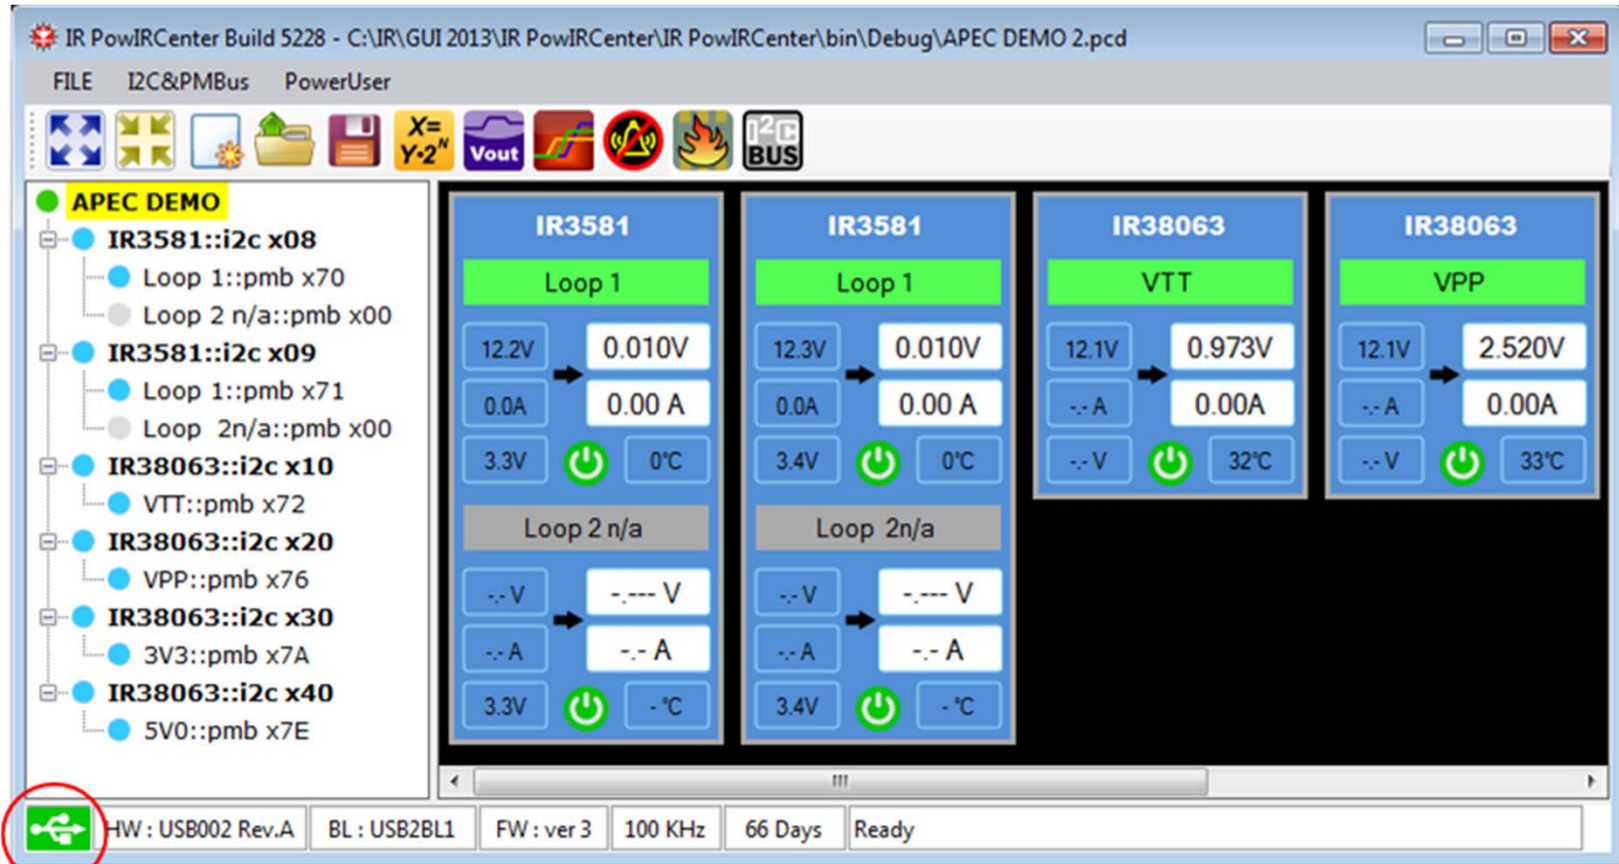 IR PowIRCenter Build 5228 - C:\IR\GUI 2013\IR PowIRCenter\IR PowIRCenter\bin\Debug\APEC DEMO 2.pcd
FILE I2C&PMBus PowerUser
X=
Y·2^N
Vout
I²C
BUS
APEC DEMO
IR3581::i2c x08
Loop 1::pmb x70
Loop 2 n/a::pmb x00
IR3581::i2c x09
Loop 1::pmb x71
Loop 2n/a::pmb x00
IR38063::i2c x10
VTT::pmb x72
IR38063::i2c x20
VPP::pmb x76
IR38063::i2c x30
3V3::pmb x7A
IR38063::i2c x40
5V0::pmb x7E
IR3581
Loop 1
12.2V 0.010V
0.0A 0.00 A
3.3V 0°C
Loop 2 n/a
-.- V -.--- V
-.- A -.- A
3.3V - °C
IR3581
Loop 1
12.3V 0.010V
0.0A 0.00 A
3.4V 0°C
Loop 2n/a
-.- V -.--- V
-.- A -.- A
3.4V - °C
IR38063
VTT
12.1V 0.973V
-.- A 0.00A
-.- V 32°C
IR38063
VPP
12.1V 2.520V
-.- A 0.00A
-.- V 33°C
HW : USB002 Rev.A BL : USB2BL1 FW : ver 3 100 KHz 66 Days Ready